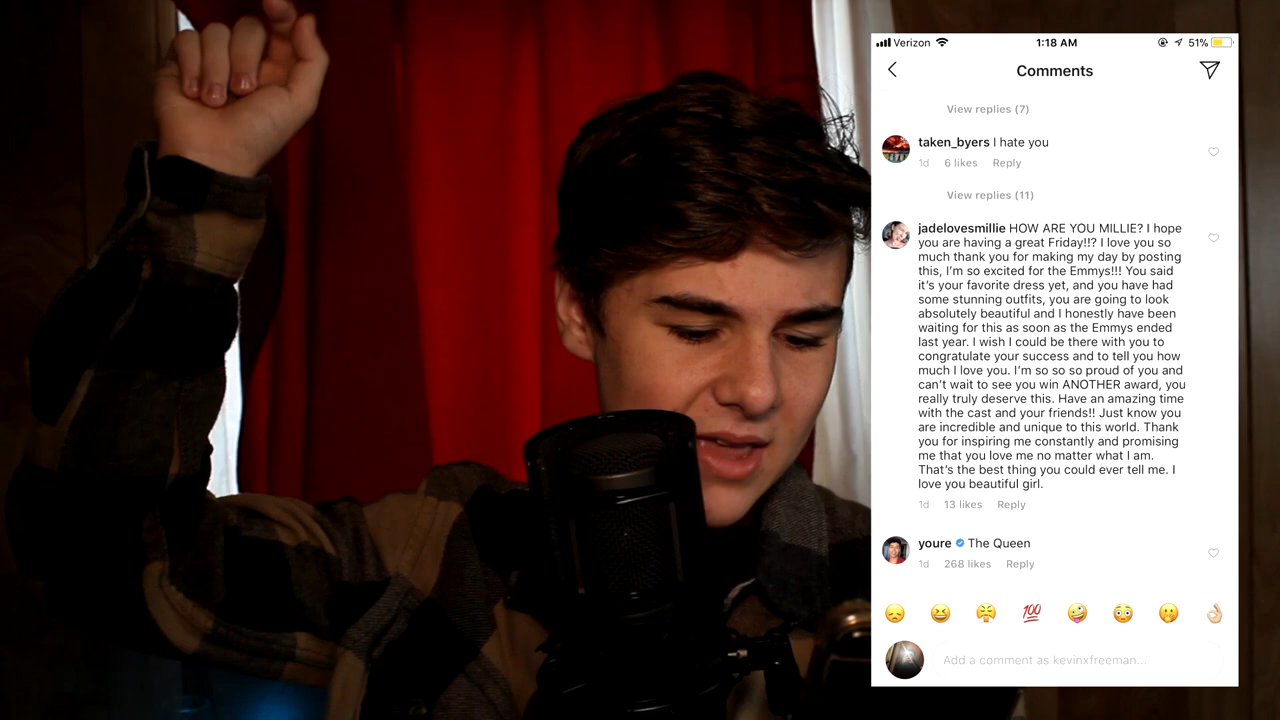 Verizon 1:18 AM 51%
Comments
View replies (7)
taken_byers I hate you
1d 6 likes Reply
View replies (11)
jadelovesmillie HOW ARE YOU MILLIE? I hope
you are having a great Friday!!? I love you so
much thank you for making my day by posting
this, I'm so excited for the Emmys!!! You said
it's your favorite dress yet, and you have had
some stunning outfits, you are going to look
absolutely beautiful and I honestly have been
waiting for this as soon as the Emmys ended
last year. I wish I could be there with you to
congratulate your success and to tell you how
much I love you. I'm so so so proud of you and
can't wait to see you win ANOTHER award, you
really truly deserve this. Have an amazing time
with the cast and your friends!! Just know you
are incredible and unique to this world. Thank
you for inspiring me constantly and promising
me that you love me no matter what I am.
That's the best thing you could ever tell me. I
love you beautiful girl.
1d 13 likes Reply
youre The Queen
1d 268 likes Reply
💯
Add a comment as kevinxfreeman...